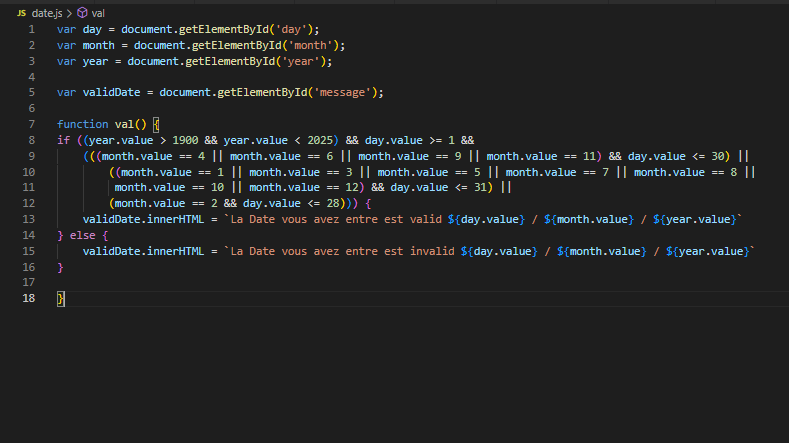 JS date.js > val
1 var day = document.getElementById('day');
2 var month = document.getElementById('month');
3 var year = document.getElementById('year');
4
5 var validDate = document.getElementById('message');
6
7 function val() {
8 if ((year.value > 1900 && year.value < 2025) && day.value >= 1 &&
9 (((month.value == 4 || month.value == 6 || month.value == 9 || month.value == 11) && day.value <= 30) ||
10 ((month.value == 1 || month.value == 3 || month.value == 5 || month.value == 7 || month.value == 8 ||
11 month.value == 10 || month.value == 12) && day.value <= 31) ||
12 (month.value == 2 && day.value <= 28))) {
13 validDate.innerHTML = `La Date vous avez entre est valid ${day.value} / ${month.value} / ${year.value}`
14 } else {
15 validDate.innerHTML = `La Date vous avez entre est invalid ${day.value} / ${month.value} / ${year.value}`
16 }
17
18 }